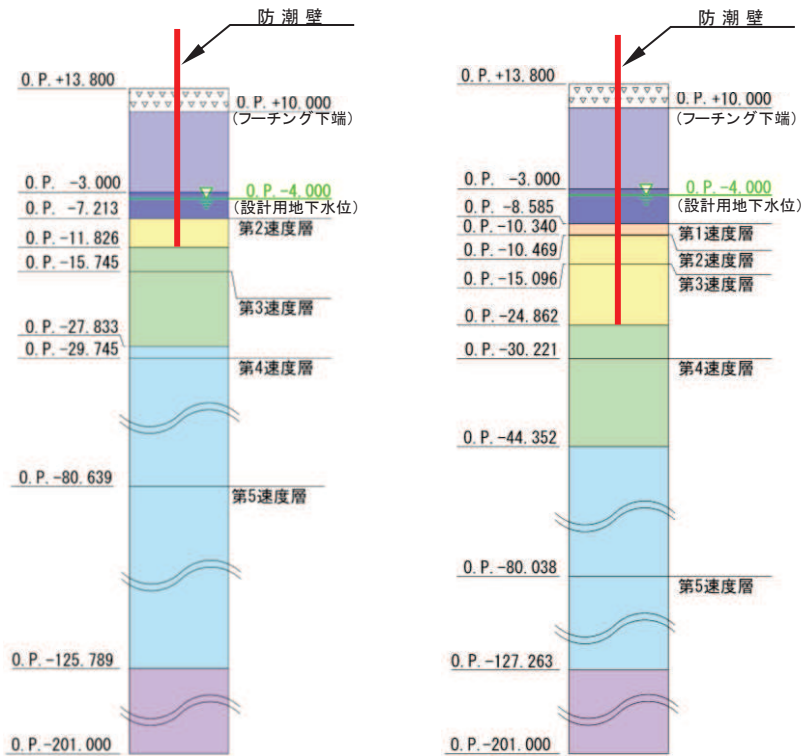 防 潮 壁
O.P.+13.800
O.P. +10.000
(フーチング下端)
O.P. -3.000
O.P.-4.000
(設計用地下水位)
O.P. -7.213
第2速度層
O.P.-11.826
O.P.-15.745
第3速度層
O.P.-27.833
O.P.-29.745
第4速度層
O.P.-80.639
第5速度層
O.P.-125.789
O.P.-201.000
防 潮 壁
O.P.+13.800
O.P. +10.000
(フーチング下端)
O.P. -3.000
O.P.-4.000
(設計用地下水位)
O.P. -8.585
第1速度層
O.P.-10.340
O.P.-10.469
第2速度層
O.P.-15.096
第3速度層
O.P.-24.862
O.P.-30.221
第4速度層
O.P.-44.352
O.P.-80.038
第5速度層
O.P.-127.263
O.P.-201.000